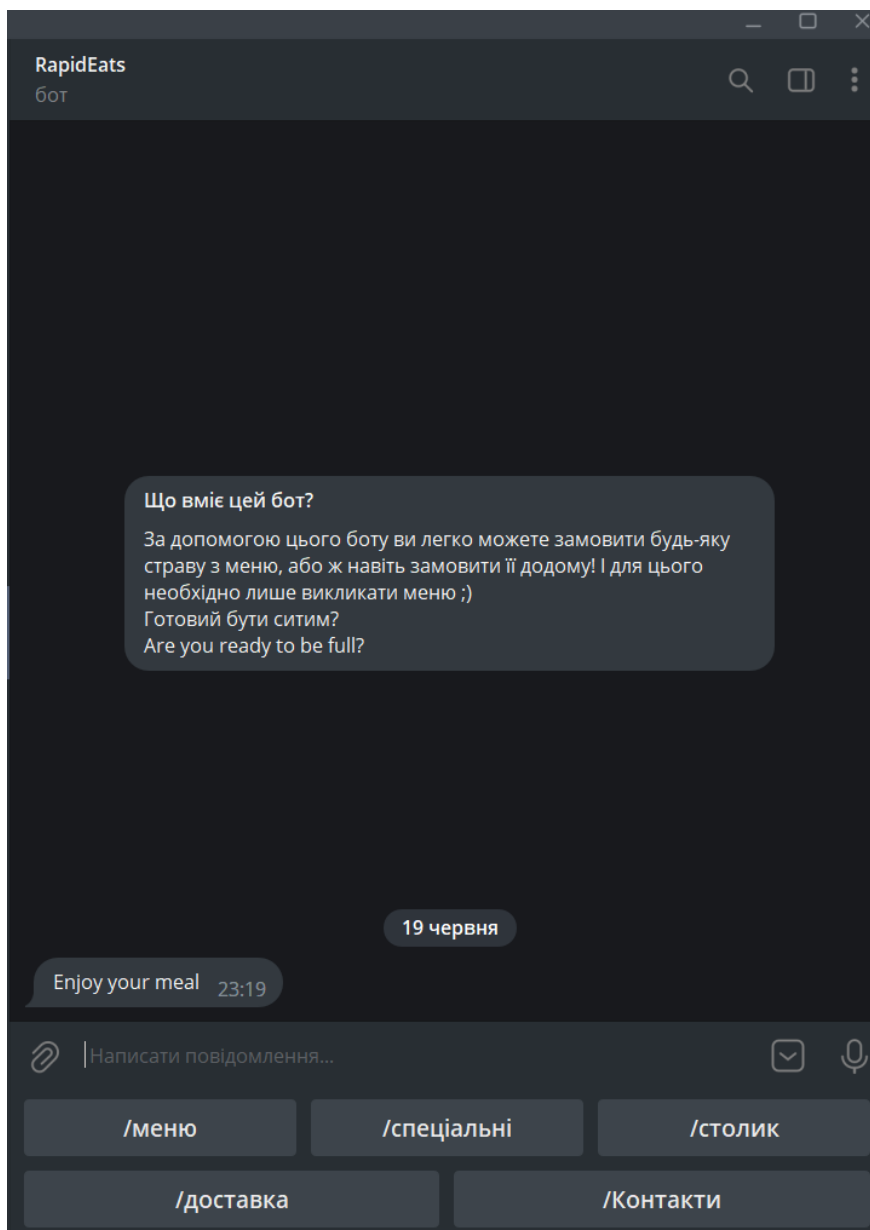 RapidEats
бот
Що вміє цей бот?
За допомогою цього боту ви легко можете замовити будь-яку
страву з меню, або ж навіть замовити її додому! І для цього
необхідно лише викликати меню ;)
Готовий бути ситим?
Are you ready to be full?
19 червня
Enjoy your meal 23:19
Написати повідомлення...
/меню /спеціальні /столик
/доставка /Контакти